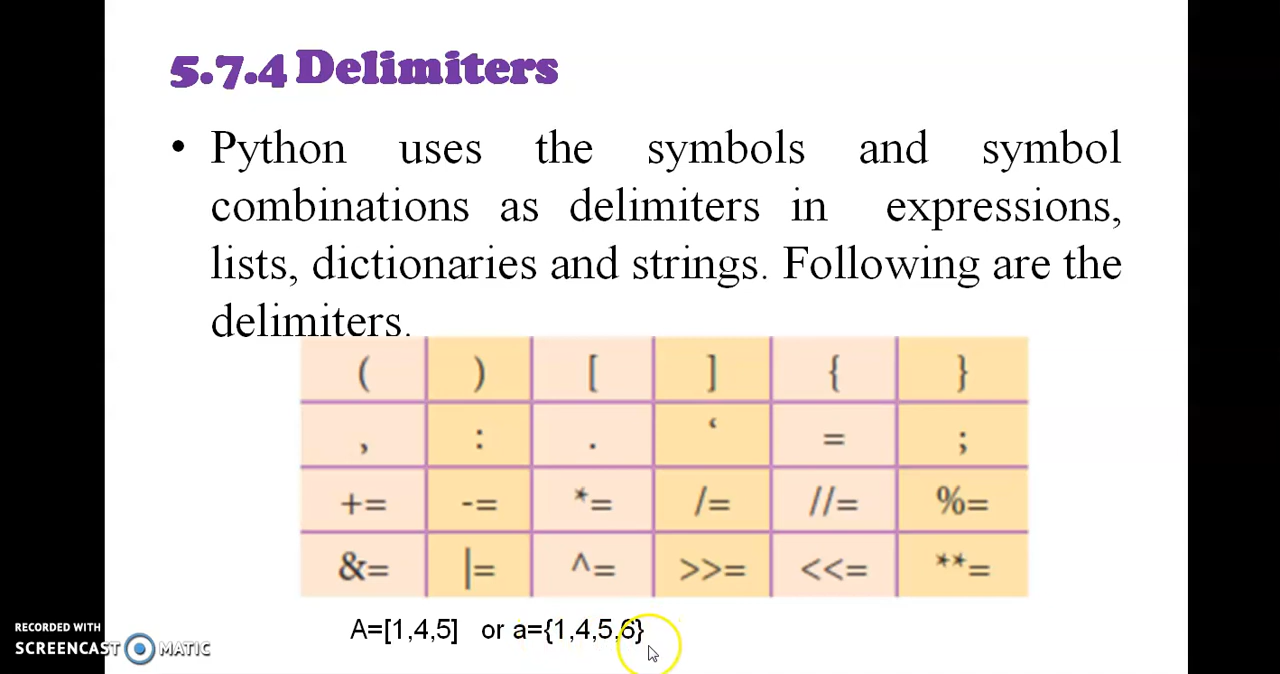 5.7.4 Delimiters
• Python uses the symbols and symbol
combinations as delimiters in expressions,
lists, dictionaries and strings. Following are the
delimiters.
( ) [ ] { }
, : . ‘ = ;
+= -= *= /= //= %=
&= |= ^= >>= <<= **=
A=[1,4,5] or a={1,4,5,6}
RECORDED WITH
SCREENCAST MATIC